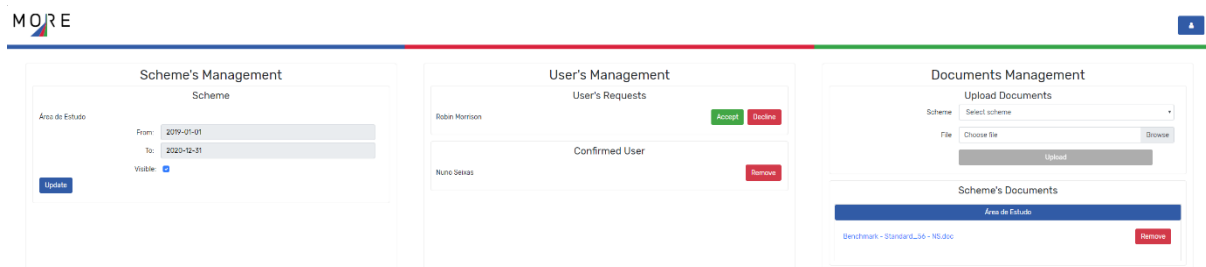 MORE
Scheme's Management
Scheme
Área de Estudo
From: 2019-01-01
To: 2020-12-31
Visible:
Update
User's Management
User's Requests
Robin Morrison Accept Decline
Confirmed User
Nuno Seixas Remove
Documents Management
Upload Documents
Scheme Select scheme
File Choose file Browse
Upload
Scheme's Documents
Área de Estudo
Benchmark - Standard_56 - NS.doc Remove